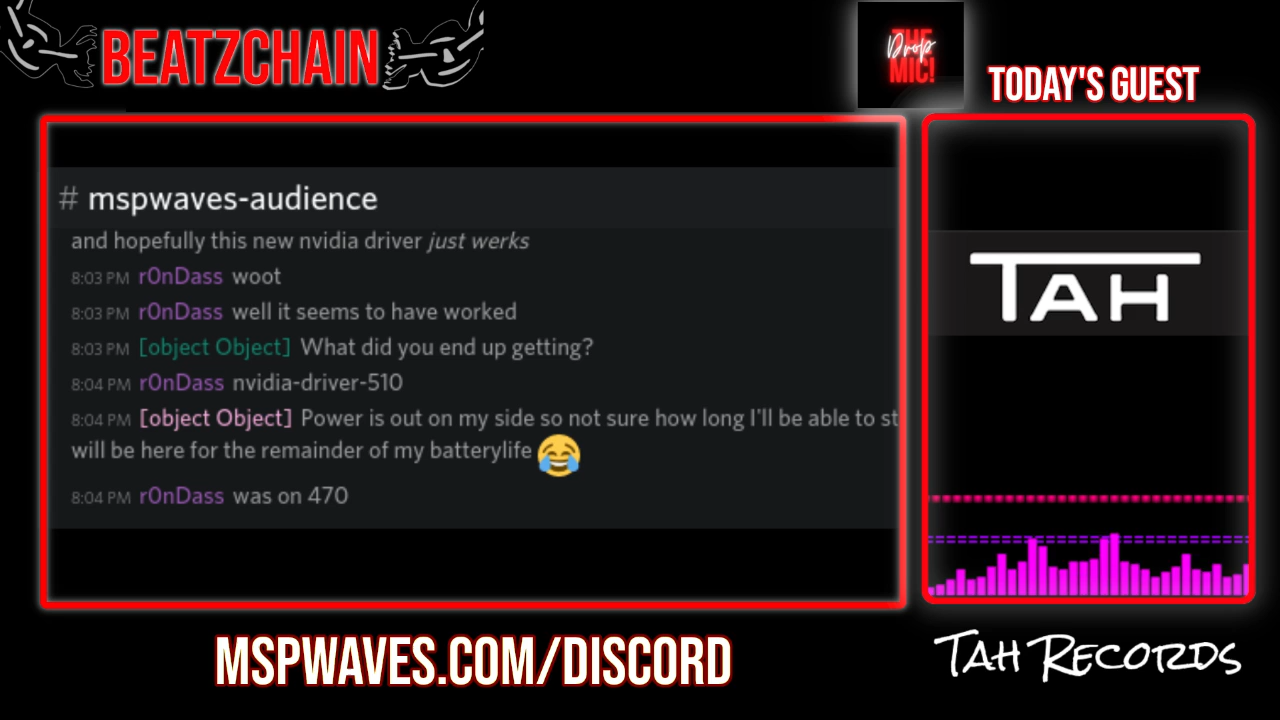 BEATZCHAIN
THE
Drop
MIC!
TODAY'S GUEST
# mspwaves-audience
and hopefully this new nvidia driver just werks
8:03 PM r0nDass woot
8:03 PM r0nDass well it seems to have worked
8:03 PM [object Object] What did you end up getting?
8:04 PM r0nDass nvidia-driver-510
8:04 PM [object Object] Power is out on my side so not sure how long I'll be able to st
will be here for the remainder of my batterylife 😂
8:04 PM r0nDass was on 470
TAH
MSPWAVES.COM/DISCORD
TAH RECORDS